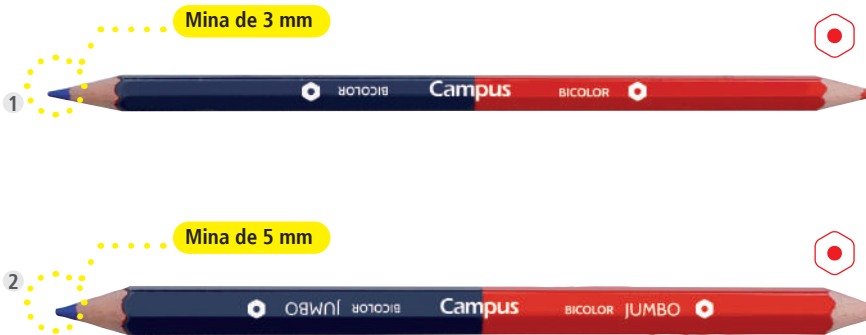 Mina de 3 mm
1
BICOLOR Campus BICOLOR
Mina de 5 mm
2
JUMBO BICOLOR Campus BICOLOR JUMBO